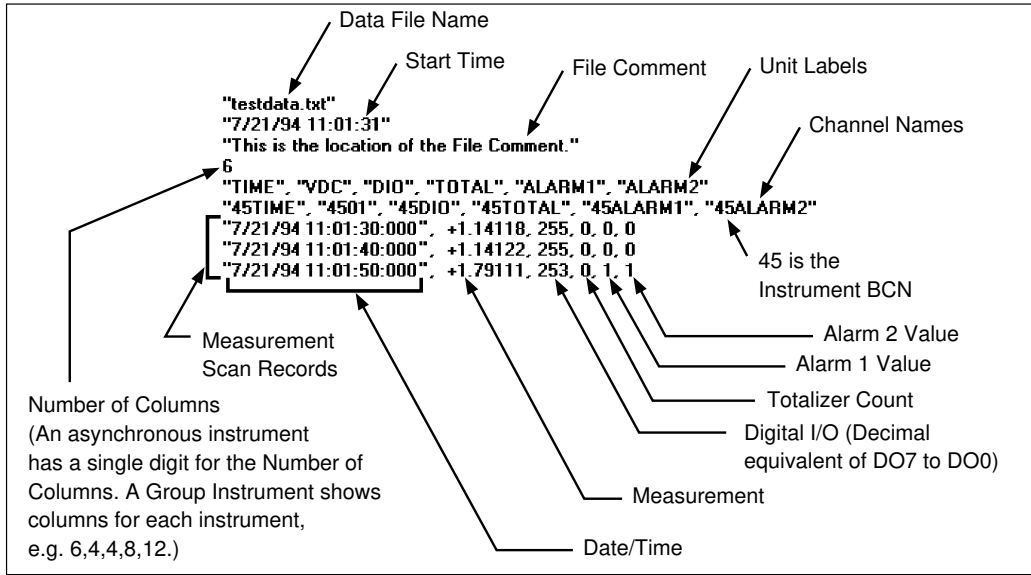 Data File Name
Start Time
File Comment
Unit Labels
Channel Names
"testdata.txt"
"7/21/94 11:01:31"
"This is the location of the File Comment."
6
"TIME", "VDC", "DIO", "TOTAL", "ALARM1", "ALARM2"
"45TIME", "4501", "45DIO", "45TOTAL", "45ALARM1", "45ALARM2"
"7/21/94 11:01:30:000", +1.14118, 255, 0, 0, 0
"7/21/94 11:01:40:000", +1.14122, 255, 0, 0, 0
"7/21/94 11:01:50:000", +1.79111, 253, 0, 1, 1
45 is the
Instrument BCN
Measurement
Scan Records
Alarm 2 Value
Alarm 1 Value
Totalizer Count
Digital I/O (Decimal
equivalent of DO7 to DO0)
Measurement
Date/Time
Number of Columns
(An asynchronous instrument
has a single digit for the Number of
Columns. A Group Instrument shows
columns for each instrument,
e.g. 6,4,4,8,12.)